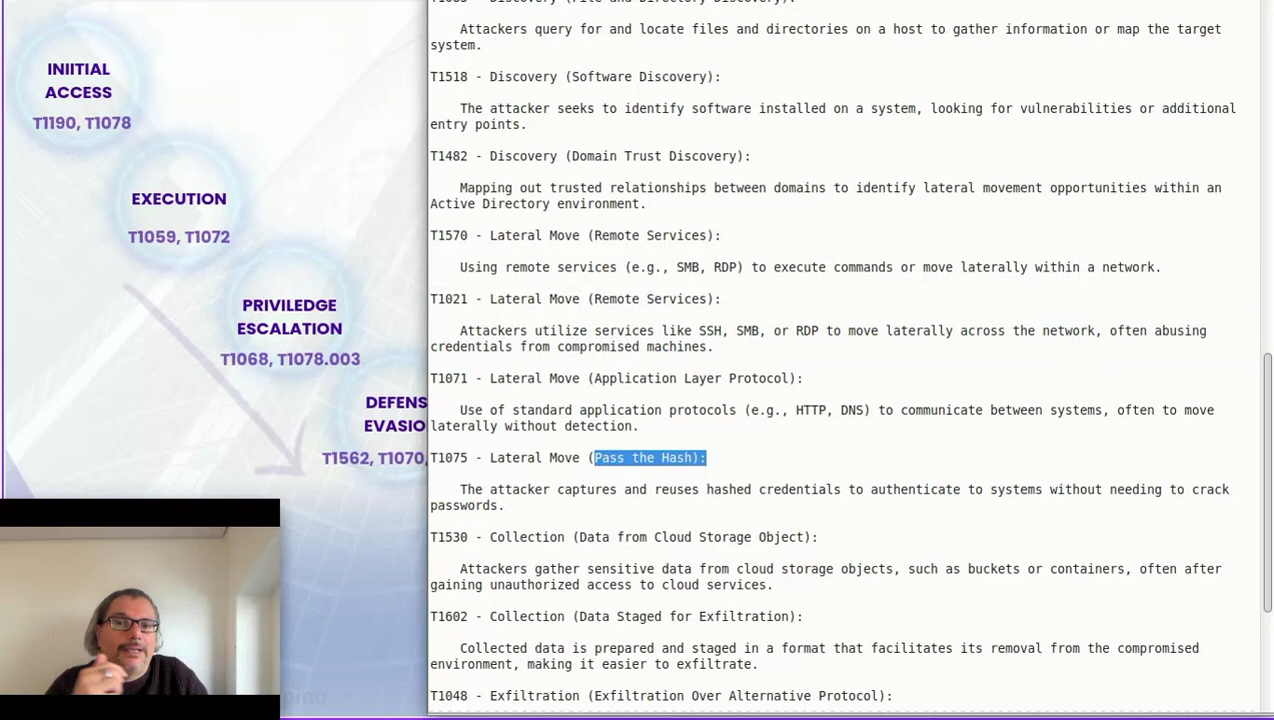 INIITIAL
ACCESS
T1190, T1078
EXECUTION
T1059, T1072
PRIVILEDGE
ESCALATION
T1068, T1078.003
DEFENS
EVASIO
T1562, T1070,
Attackers query for and locate files and directories on a host to gather information or map the target
system.
T1518 - Discovery (Software Discovery):
The attacker seeks to identify software installed on a system, looking for vulnerabilities or additional
entry points.
T1482 - Discovery (Domain Trust Discovery):
Mapping out trusted relationships between domains to identify lateral movement opportunities within an
Active Directory environment.
T1570 - Lateral Move (Remote Services):
Using remote services (e.g., SMB, RDP) to execute commands or move laterally within a network.
T1021 - Lateral Move (Remote Services):
Attackers utilize services like SSH, SMB, or RDP to move laterally across the network, often abusing
credentials from compromised machines.
T1071 - Lateral Move (Application Layer Protocol):
Use of standard application protocols (e.g., HTTP, DNS) to communicate between systems, often to move
laterally without detection.
T1075 - Lateral Move (Pass the Hash):
The attacker captures and reuses hashed credentials to authenticate to systems without needing to crack
passwords.
T1530 - Collection (Data from Cloud Storage Object):
Attackers gather sensitive data from cloud storage objects, such as buckets or containers, often after
gaining unauthorized access to cloud services.
T1602 - Collection (Data Staged for Exfiltration):
Collected data is prepared and staged in a format that facilitates its removal from the compromised
environment, making it easier to exfiltrate.
T1048 - Exfiltration (Exfiltration Over Alternative Protocol):